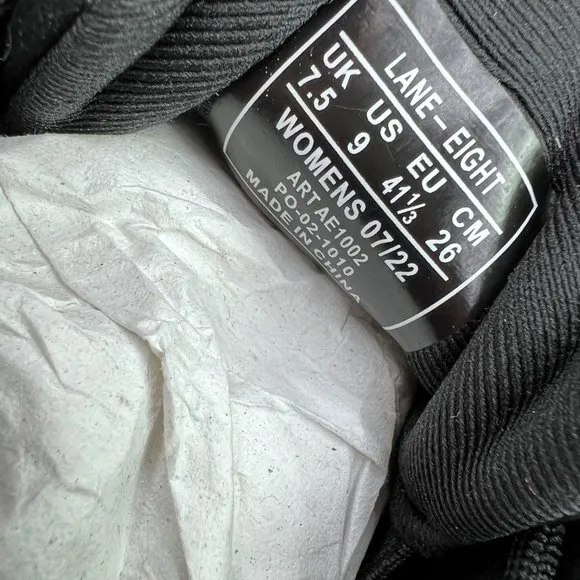 LANE-EIGHT
UK US EU CM
7.5 9 41⅓ 26
WOMENS 07/22
ART AE1002
PO-02-1010
MADE IN CHINA